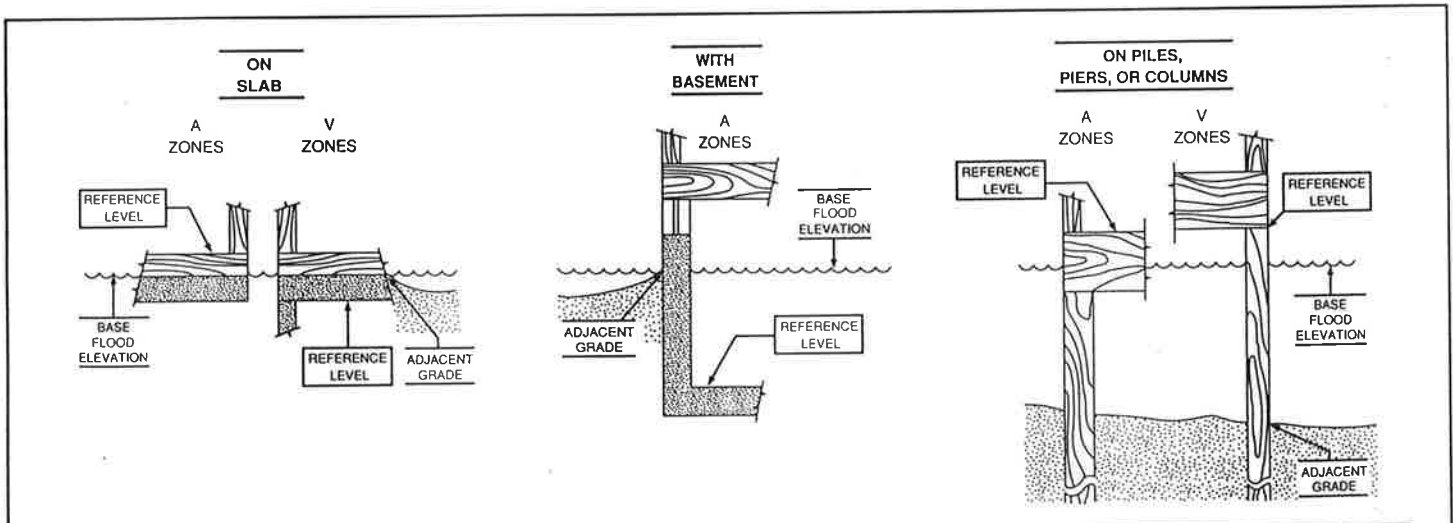 ON
SLAB
A
ZONES
V
ZONES
REFERENCE
LEVEL
BASE
FLOOD
ELEVATION
REFERENCE
LEVEL
ADJACENT
GRADE
WITH
BASEMENT
A
ZONES
BASE
FLOOD
ELEVATION
ADJACENT
GRADE
REFERENCE
LEVEL
ON PILES,
PIERS, OR COLUMNS
A
ZONES
V
ZONES
REFERENCE
LEVEL
REFERENCE
LEVEL
BASE
FLOOD
ELEVATION
ADJACENT
GRADE